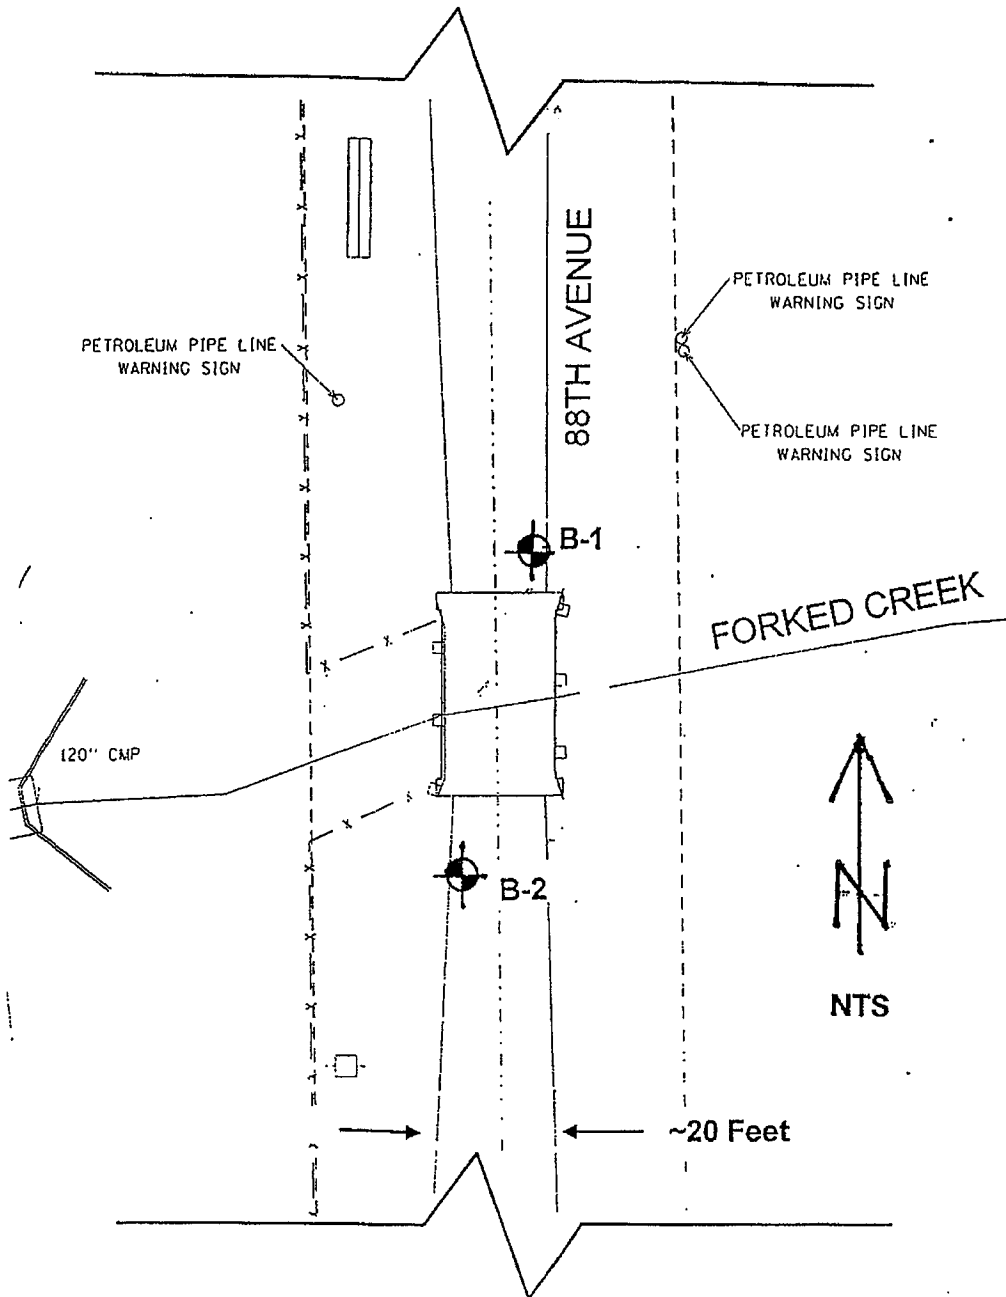 88TH AVENUE
PETROLEUM PIPE LINE
WARNING SIGN
PETROLEUM PIPE LINE
WARNING SIGN
PETROLEUM PIPE LINE
WARNING SIGN
B-1
FORKED CREEK
120" CMP
B-2
N
NTS
~20 Feet